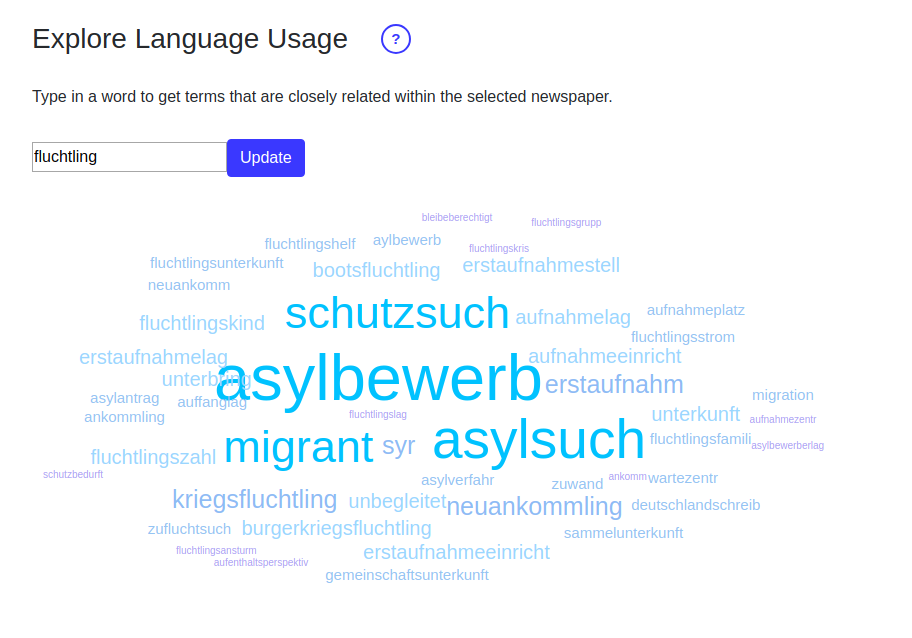 Explore Language Usage ?
Type in a word to get terms that are closely related within the selected newspaper.
fluchtling Update
bleibeberechtigt
fluchtlingsgrupp
fluchtlingshelf
aylbewerb
fluchtlingskris
fluchtlingsunterkunft
bootsfluchtling
erstaufnahmestell
neuankomm
fluchtlingskind
schutzsuch
aufnahmelag
aufnahmeplatz
fluchtlingsstrom
erstaufnahmelag
asylbewerb
aufnahmeeinricht
unterbring
erstaufnahm
asylantrag
auffanglag
migration
ankommling
fluchtlingslag
unterkunft
aufnahmezentr
fluchtlingszahl
migrant
syr
asylsuch
fluchtlingsfamili
asylbewerberlag
schutzbedurft
asylverfahr
zuwand
ankomm
wartezentr
kriegsfluchtling
unbegleitet
neuankommling
deutschlandschreib
zufluchtsuch
burgerkriegsfluchtling
sammelunterkunft
fluchtlingsansturm
erstaufnahmeeinricht
aufenthaltsperspektiv
gemeinschaftsunterkunft